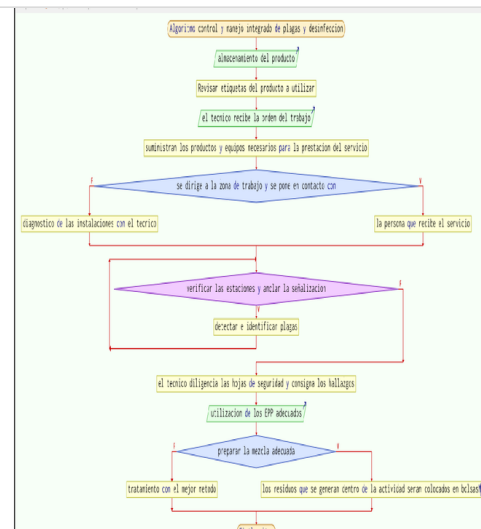 Algoritmo control y manejo integrado de plagas y desinfeccion
almacenamiento del producto
Revisar etiquetas del producto a utilizar
el tecnico recibe la orden del trabajo
suministran los productos y equipos necesarios para la prestacion del servicio
se dirige a la zona de trabajo y se pone en contacto con
diagnostico de las instalaciones con el tecnico
la persona que recibe el servicio
verificar las estaciones y anclar la señalizacion
detectar e identificar plagas
el tecnico diligencia las hojas de seguridad y consigna los hallazgos
utilizacion de los EPP adecuados
preparar la mezcla adecuada
tratamiento con el mejor metodo
los residuos que se generan dentro de la actividad seran colocados en bolsas